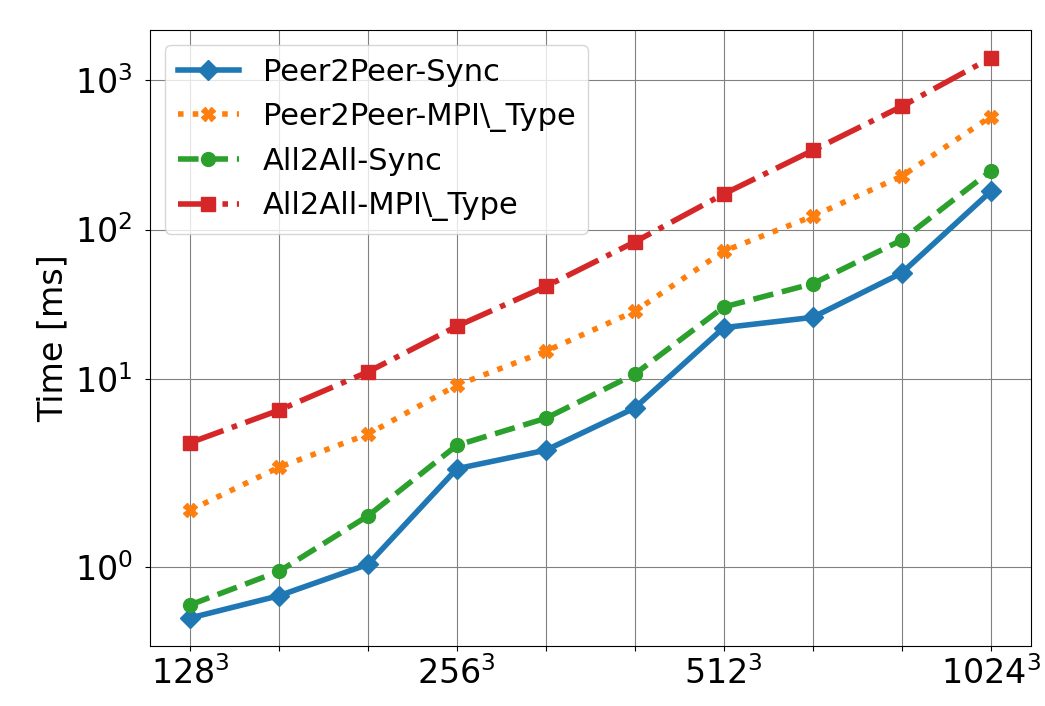 10³
10²
10¹
10⁰
Time [ms]
Peer2Peer-Sync
Peer2Peer-MPI\_Type
All2All-Sync
All2All-MPI\_Type
128³ 256³ 512³ 1024³